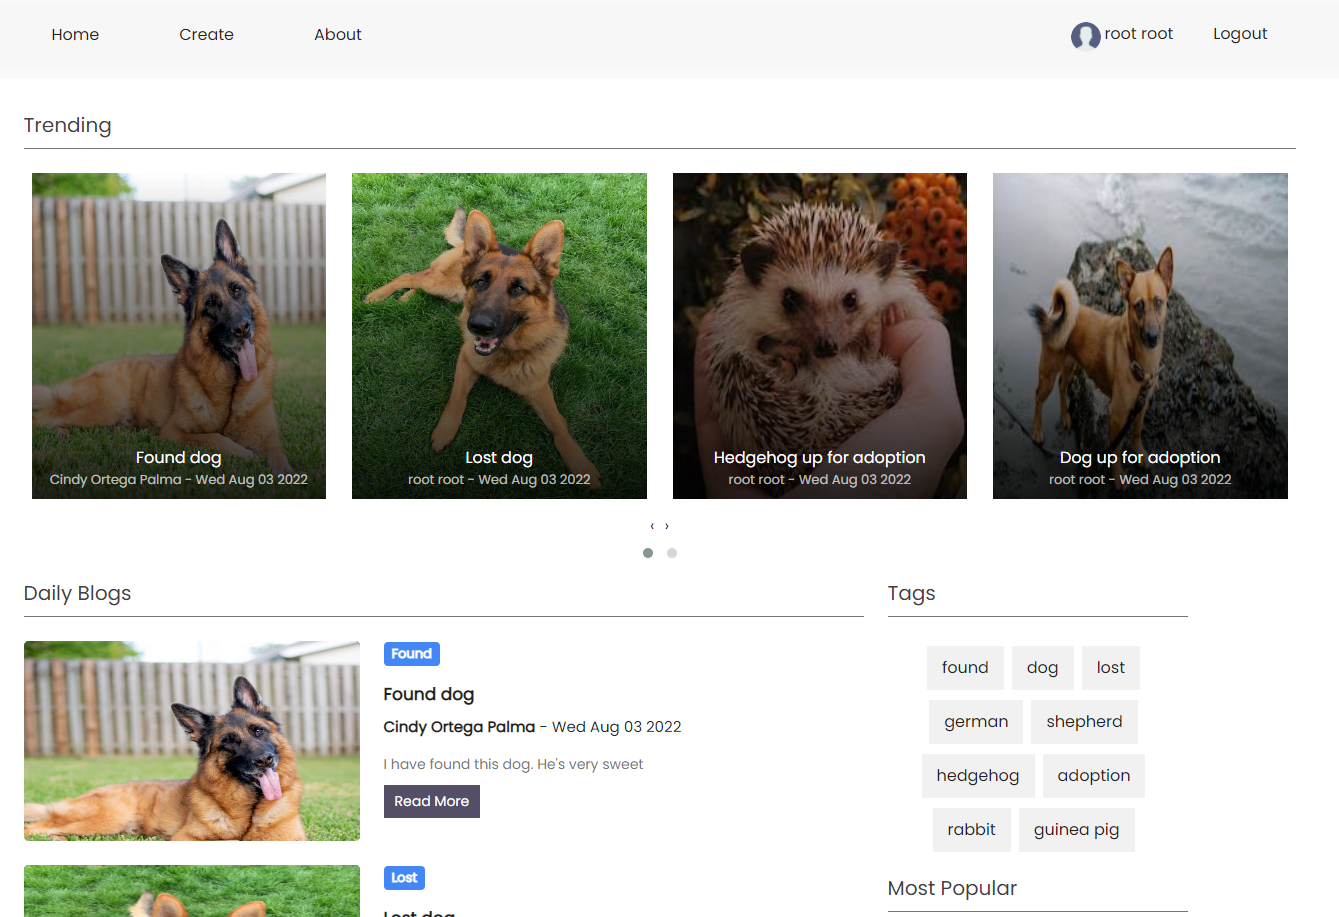 Home Create About root root Logout
Trending
Found dog
Cindy Ortega Palma - Wed Aug 03 2022
Lost dog
root root - Wed Aug 03 2022
Hedgehog up for adoption
root root - Wed Aug 03 2022
Dog up for adoption
root root - Wed Aug 03 2022
‹ ›
Daily Blogs
Found
Found dog
Cindy Ortega Palma - Wed Aug 03 2022
I have found this dog. He's very sweet
Read More
Lost
Lost dog
Tags
found dog lost
german shepherd
hedgehog adoption
rabbit guinea pig
Most Popular